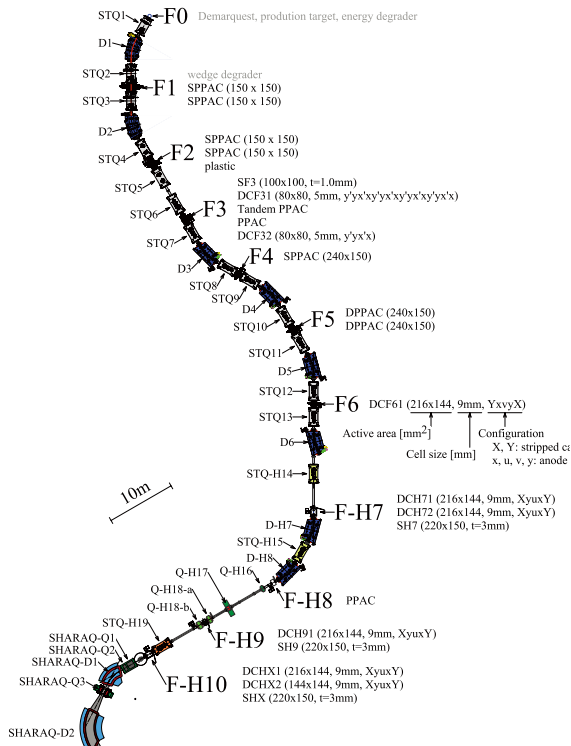 STQ1
F0
Demarquest, prodution target, energy degrader
D1
STQ2
wedge degrader
F1
SPPAC (150 x 150)
STQ3
SPPAC (150 x 150)
D2
F2
SPPAC (150 x 150)
SPPAC (150 x 150)
plastic
STQ4
STQ5
SF3 (100x100, t=1.0mm)
DCF31 (80x80, 5mm, y'yx'xy'yx'xy'yx'xy'yx'x)
F3
Tandem PPAC
PPAC
DCF32 (80x80, 5mm, y'yx'x)
STQ6
STQ7
F4
SPPAC (240x150)
D3
STQ8
STQ9
D4
F5
DPPAC (240x150)
DPPAC (240x150)
STQ10
STQ11
D5
STQ12
F6
DCF61 (216x144, 9mm, YxvyX)
STQ13
Active area [mm2]
Configuration
D6
X, Y: stripped ca
Cell size [mm]
x, u, v, y: anode
STQ-H14
10m
F-H7
DCH71 (216x144, 9mm, XyuxY)
DCH72 (216x144, 9mm, XyuxY)
SH7 (220x150, t=3mm)
D-H7
STQ-H15
D-H8
Q-H16
Q-H17
F-H8
PPAC
Q-H18-a
Q-H18-b
STQ-H19
F-H9
DCH91 (216x144, 9mm, XyuxY)
SH9 (220x150, t=3mm)
SHARAQ-Q1
SHARAQ-Q2
SHARAQ-D1
SHARAQ-Q3
F-H10
DCHX1 (216x144, 9mm, XyuxY)
DCHX2 (144x144, 9mm, XyuxY)
SHX (220x150, t=3mm)
SHARAQ-D2